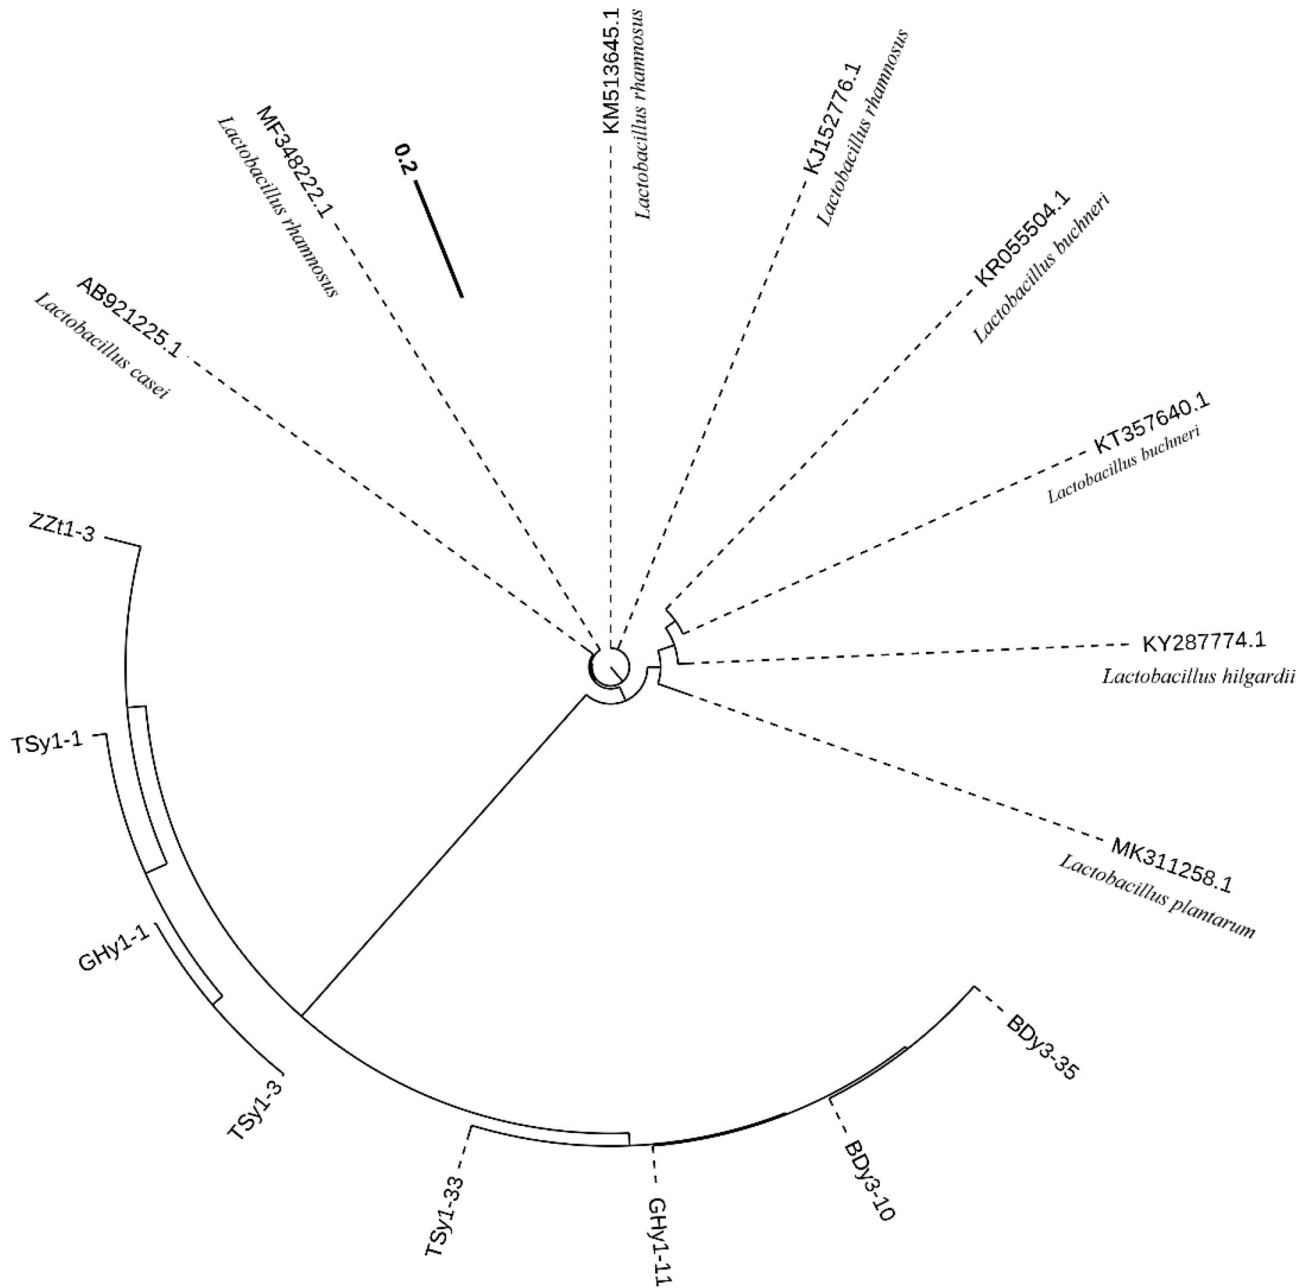 KM513645.1
Lactobacillus rhamnosus
KJ152776.1
Lactobacillus rhamnosus
KR055504.1
Lactobacillus buchneri
KT357640.1
Lactobacillus buchneri
KY287774.1
Lactobacillus hilgardii
MK311258.1
Lactobacillus plantarum
BDy3-35
BDy3-10
GHy1-11
TSy1-33
TSy1-3
GHy1-1
TSy1-1
ZZt1-3
AB921225.1
Lactobacillus casei
MF348222.1
Lactobacillus rhamnosus
0.2